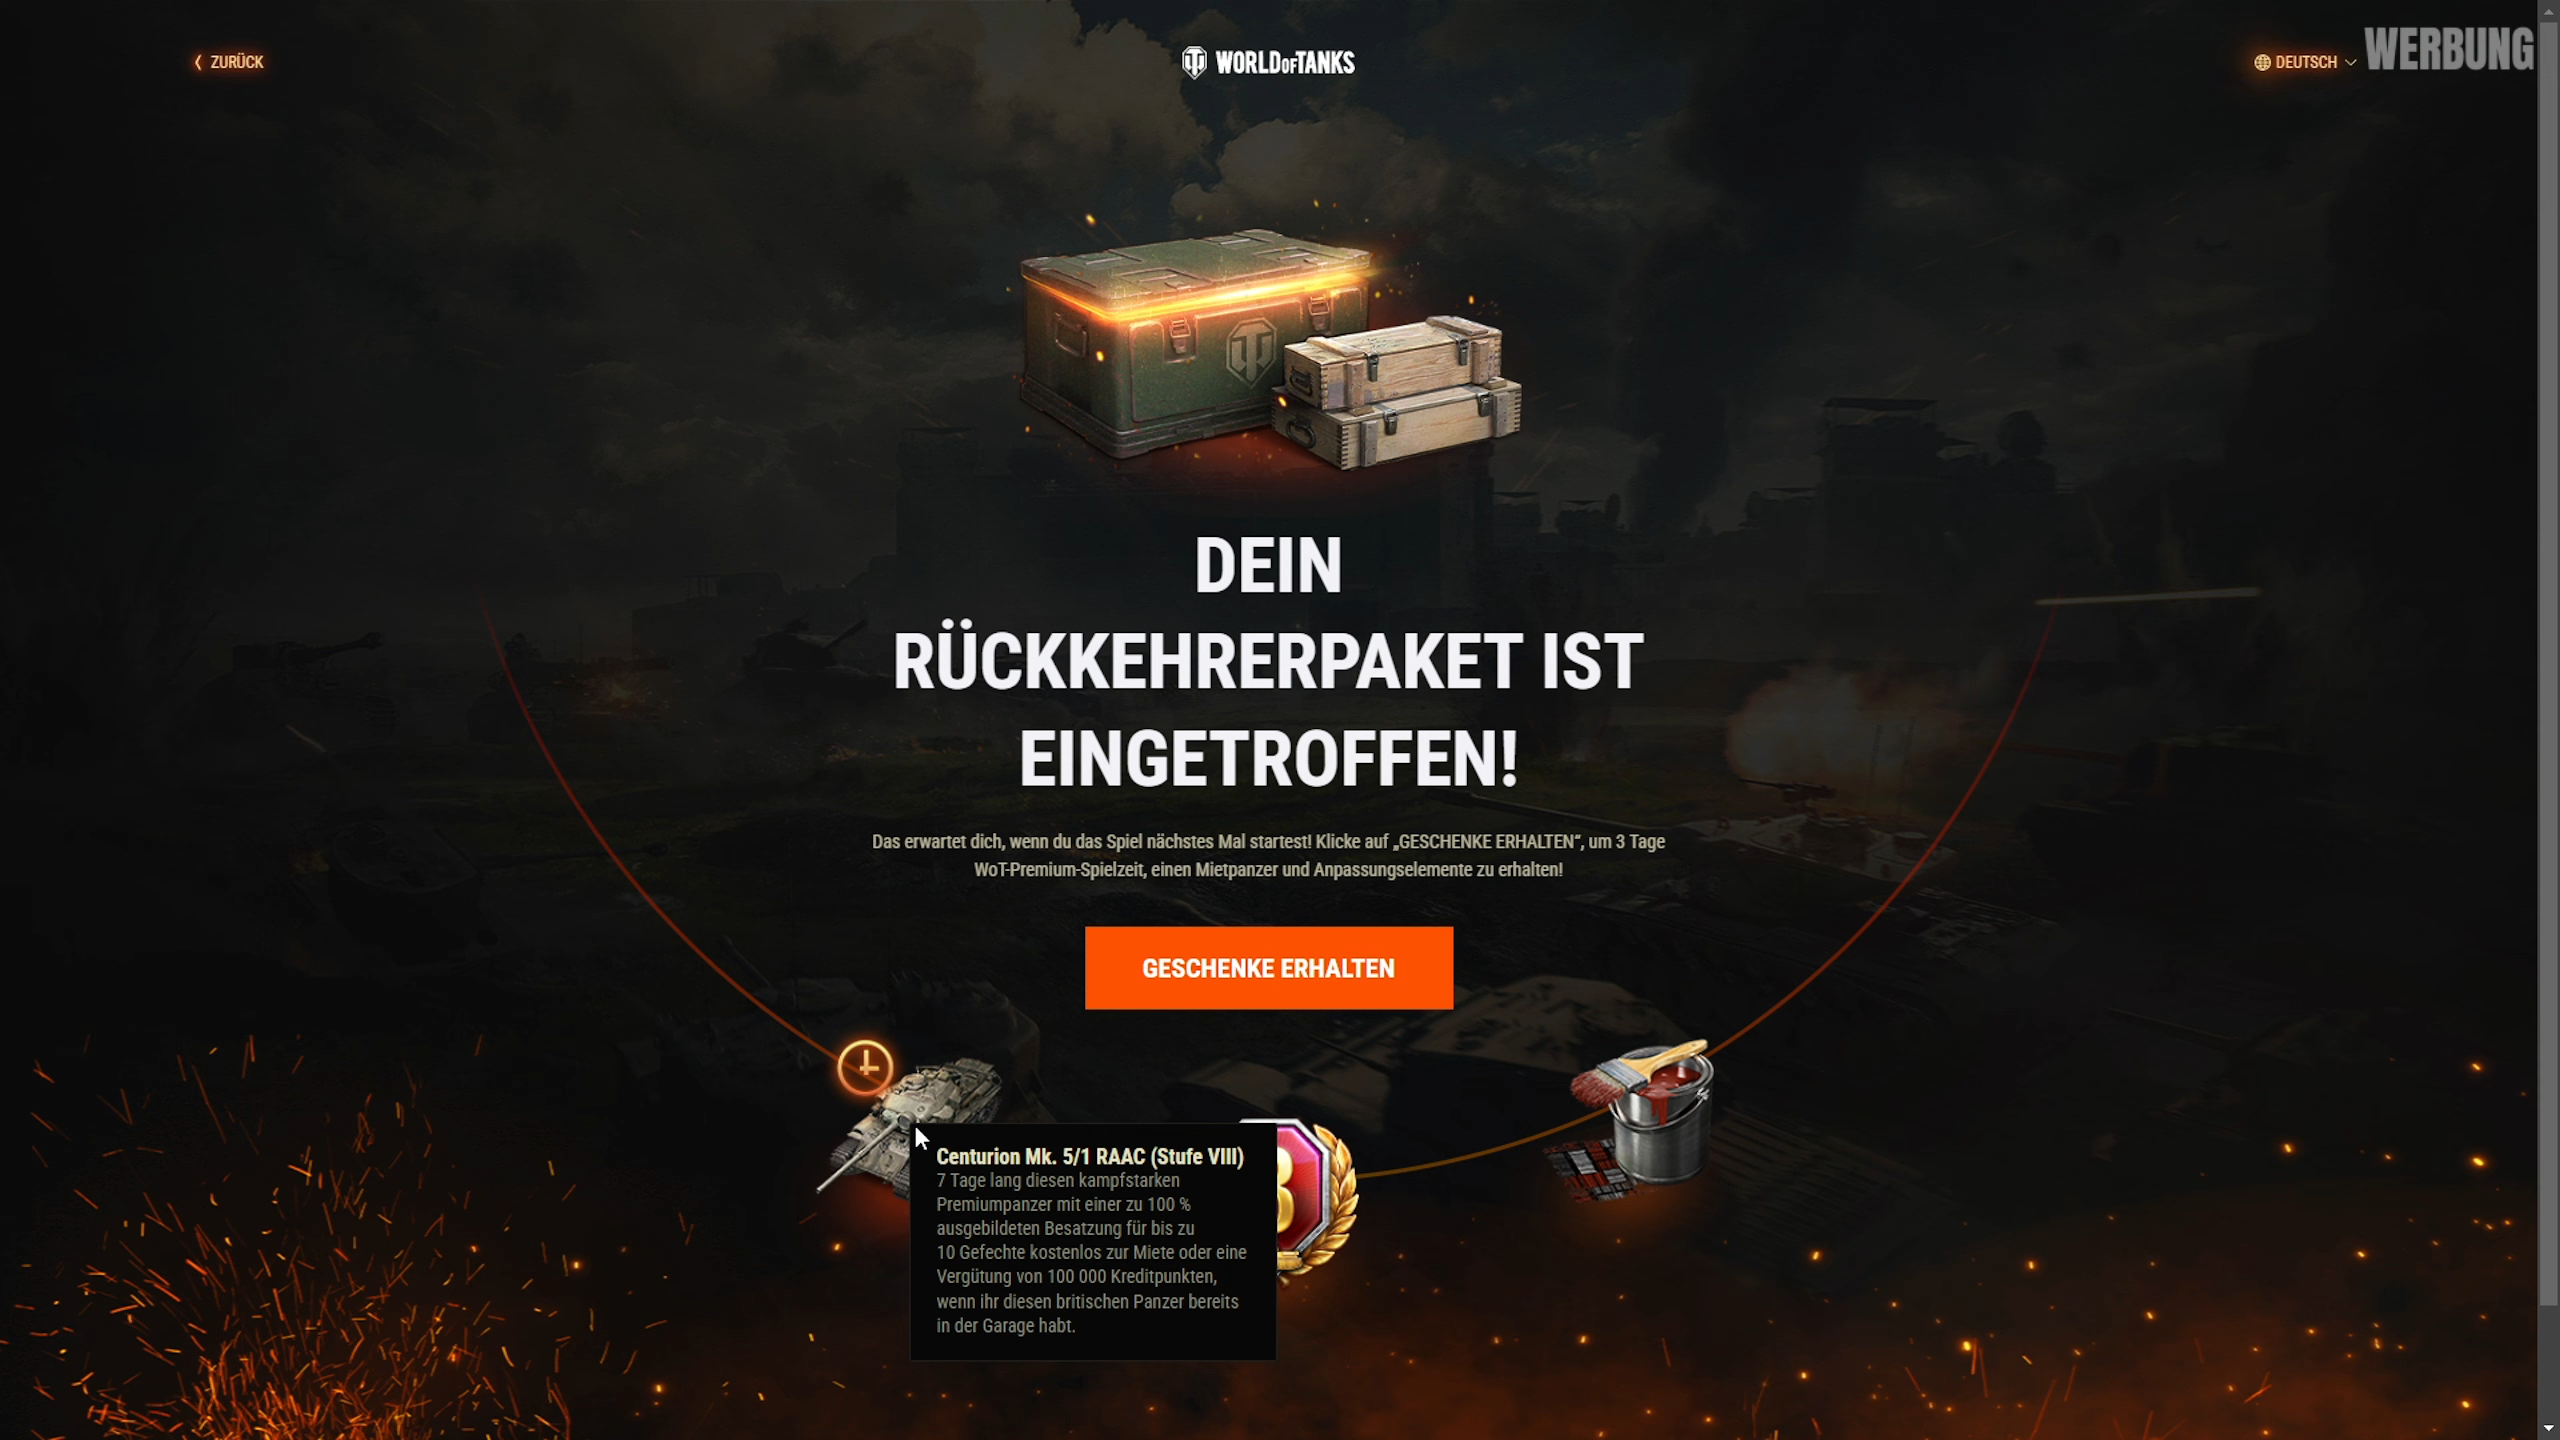 ZURÜCK
WORLD OF TANKS
DEUTSCH
WERBUNG
DEIN
RÜCKKEHRERPAKET IST
EINGETROFFEN!
Das erwartet dich, wenn du das Spiel nächstes Mal startest! Klicke auf „GESCHENKE ERHALTEN“, um 3 Tage
WoT-Premium-Spielzeit, einen Mietpanzer und Anpassungselemente zu erhalten!
GESCHENKE ERHALTEN
Centurion Mk. 5/1 RAAC (Stufe VIII)
7 Tage lang diesen kampfstarken
Premiumpanzer mit einer zu 100 %
ausgebildeten Besatzung für bis zu
10 Gefechte kostenlos zur Miete oder eine
Vergütung von 100 000 Kreditpunkten,
wenn ihr diesen britischen Panzer bereits
in der Garage habt.